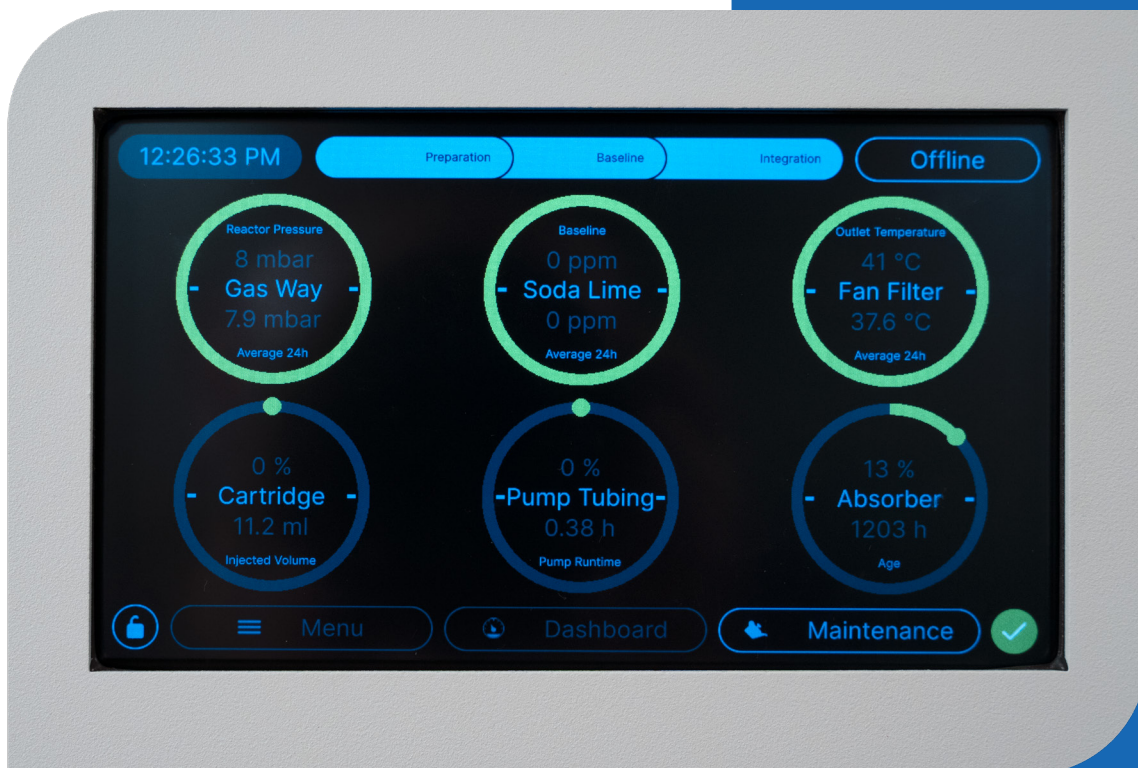 12:26:33 PM
Preparation
Baseline
Integration
Offline
Reactor Pressure
8 mbar
Gas Way
7.9 mbar
Average 24h
Baseline
0 ppm
Soda Lime
0 ppm
Average 24h
Outlet Temperature
41 °C
Fan Filter
37.6 °C
Average 24h
0 %
Cartridge
11.2 ml
Injected Volume
0 %
Pump Tubing
0.38 h
Pump Runtime
13 %
Absorber
1203 h
Age
Menu
Dashboard
Maintenance